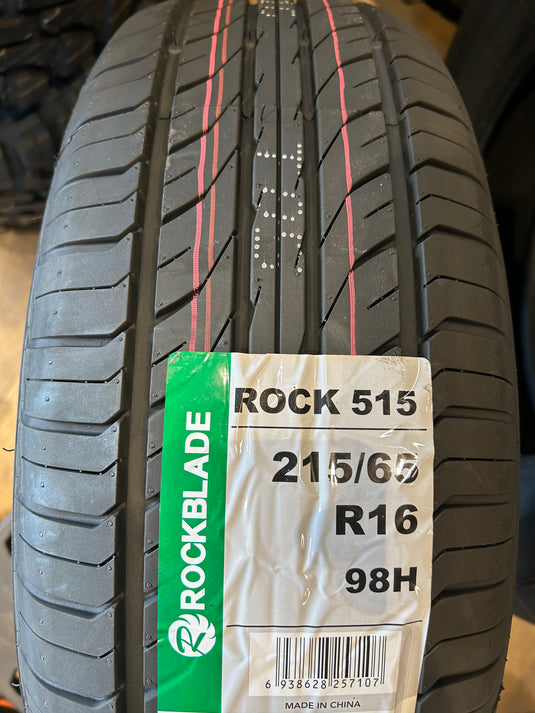 ROCKBLADE
ROCK 515
215/65
R16
98H
6 938628 257107
MADE IN CHINA